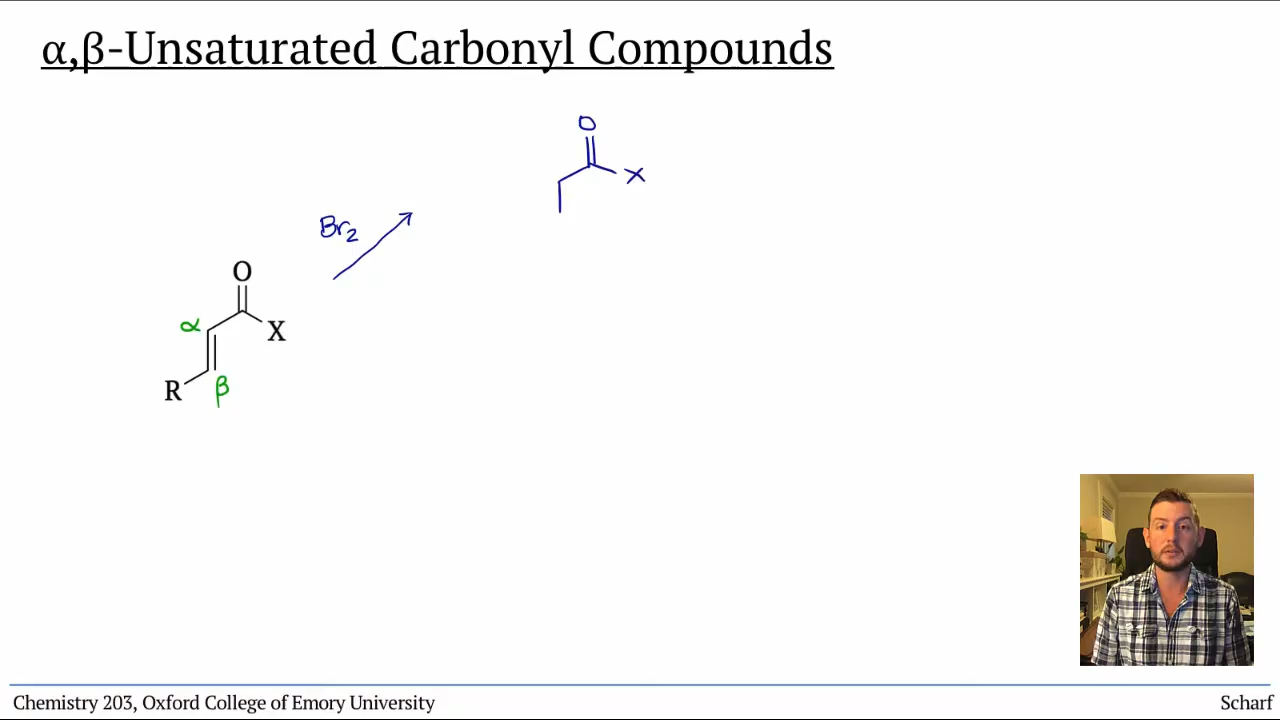 α,β-Unsaturated Carbonyl Compounds
O
X
Br2
O
α
X
R
β
Chemistry 203, Oxford College of Emory University
Scharf